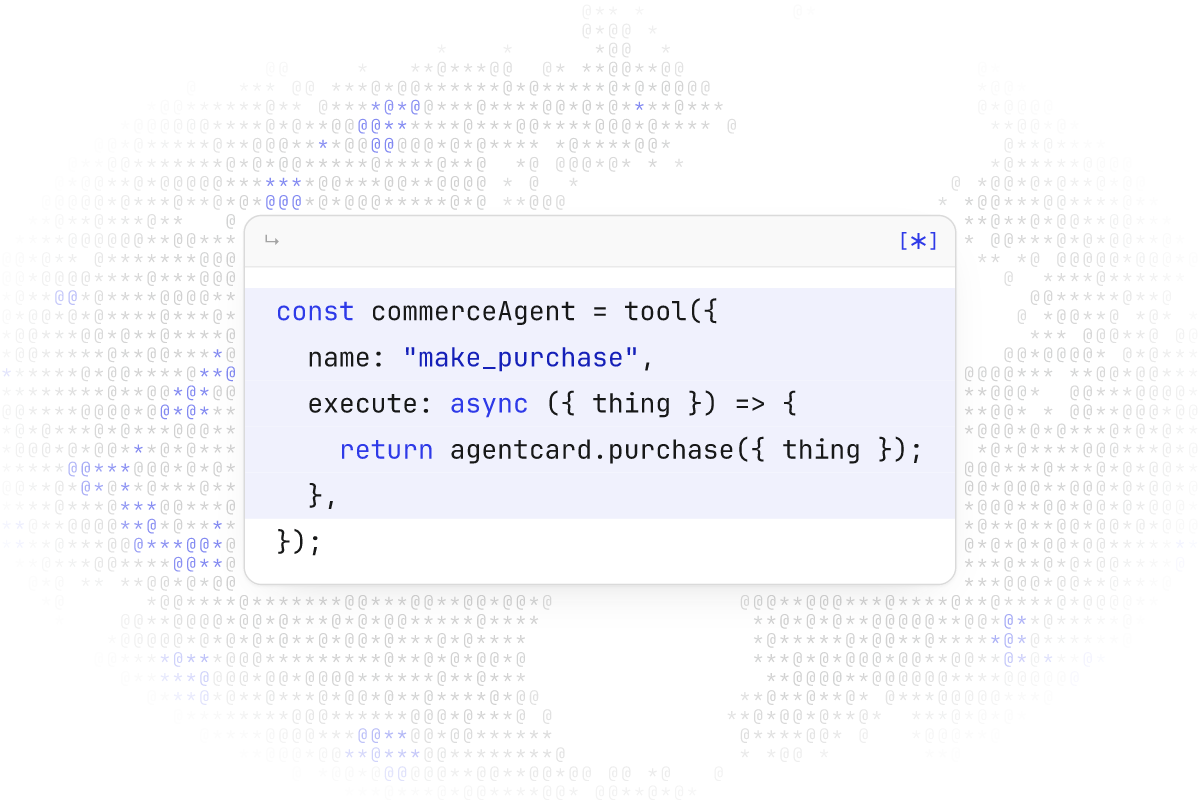 [*]
const commerceAgent = tool({
  name: "make_purchase",
  execute: async ({ thing }) => {
    return agentcard.purchase({ thing });
  },
});